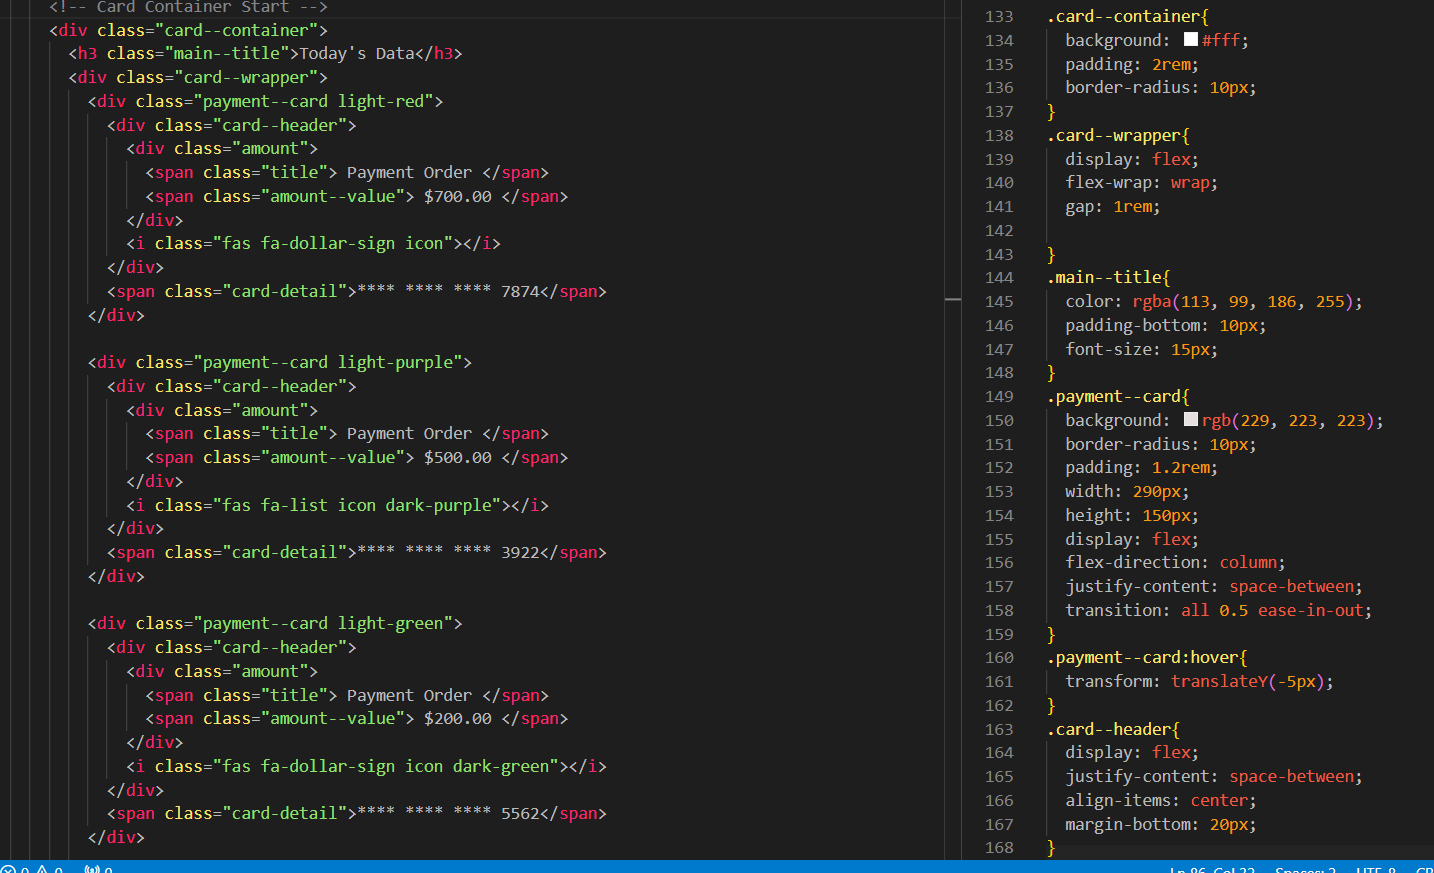 <!-- Card Container Start -->
<div class="card--container">
<h3 class="main--title">Today's Data</h3>
<div class="card--wrapper">
<div class="payment--card light-red">
<div class="card--header">
<div class="amount">
<span class="title"> Payment Order </span>
<span class="amount--value"> $700.00 </span>
</div>
<i class="fas fa-dollar-sign icon"></i>
</div>
<span class="card-detail">**** **** **** 7874</span>
</div>
<div class="payment--card light-purple">
<div class="card--header">
<div class="amount">
<span class="title"> Payment Order </span>
<span class="amount--value"> $500.00 </span>
</div>
<i class="fas fa-list icon dark-purple"></i>
</div>
<span class="card-detail">**** **** **** 3922</span>
</div>
<div class="payment--card light-green">
<div class="card--header">
<div class="amount">
<span class="title"> Payment Order </span>
<span class="amount--value"> $200.00 </span>
</div>
<i class="fas fa-dollar-sign icon dark-green"></i>
</div>
<span class="card-detail">**** **** **** 5562</span>
</div>
133 .card--container{
134 background: #fff;
135 padding: 2rem;
136 border-radius: 10px;
137 }
138 .card--wrapper{
139 display: flex;
140 flex-wrap: wrap;
141 gap: 1rem;
142
143 }
144 .main--title{
145 color: rgba(113, 99, 186, 255);
146 padding-bottom: 10px;
147 font-size: 15px;
148 }
149 .payment--card{
150 background: rgb(229, 223, 223);
151 border-radius: 10px;
152 padding: 1.2rem;
153 width: 290px;
154 height: 150px;
155 display: flex;
156 flex-direction: column;
157 justify-content: space-between;
158 transition: all 0.5 ease-in-out;
159 }
160 .payment--card:hover{
161 transform: translateY(-5px);
162 }
163 .card--header{
164 display: flex;
165 justify-content: space-between;
166 align-items: center;
167 margin-bottom: 20px;
168 }
0 0 0 Ln 86, Col 22 Spaces: 2 UTF-8